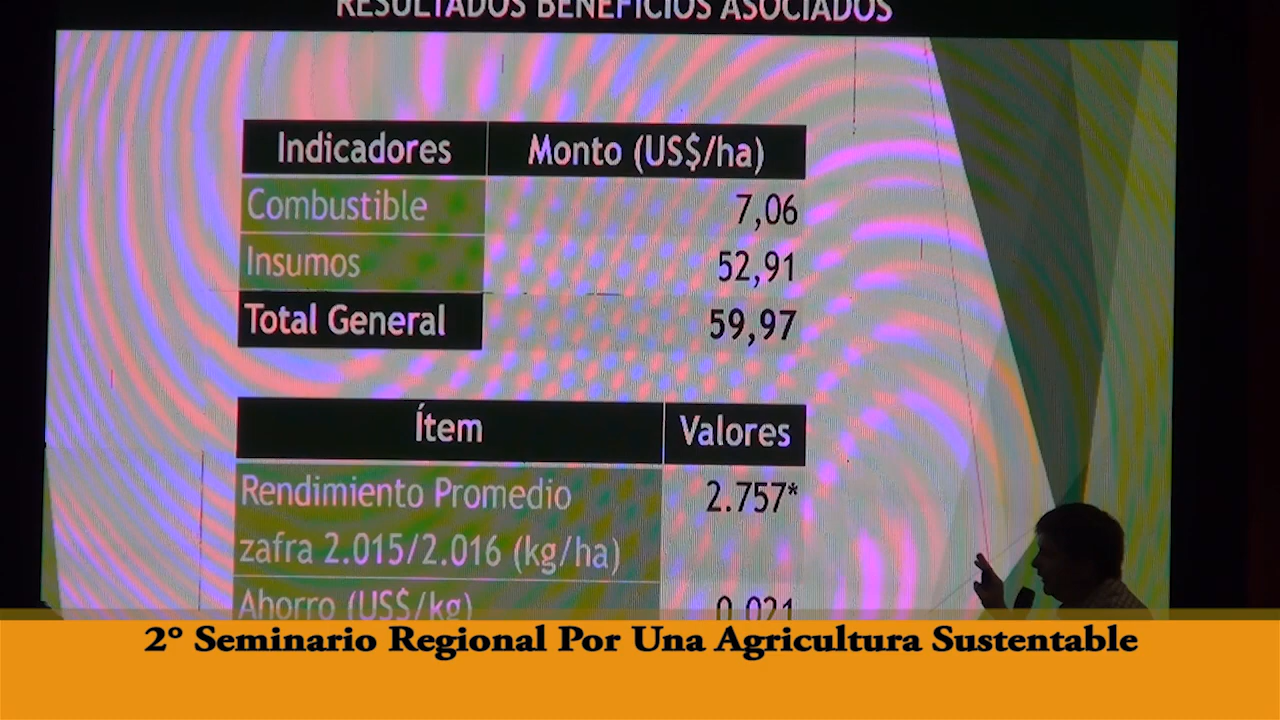 RESULTADOS BENEFICIOS ASOCIADOS
Indicadores Monto (US$/ha)
Combustible 7,06
Insumos 52,91
Total General 59,97
Ítem Valores
Rendimiento Promedio 2.757*
zafra 2.015/2.016 (kg/ha)
Ahorro (US$/kg) 0,021
2º Seminario Regional Por Una Agricultura Sustentable